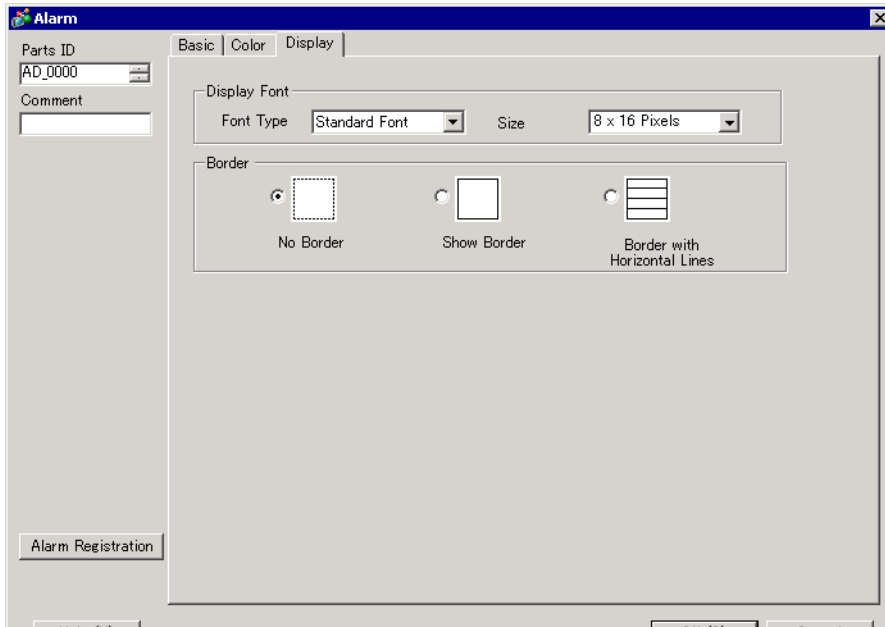 Alarm
Parts ID
AD_0000
Comment
Alarm Registration
Basic
Color
Display
Display Font
Font Type
Standard Font
Size
8 x 16 Pixels
Border
No Border
Show Border
Border with
Horizontal Lines